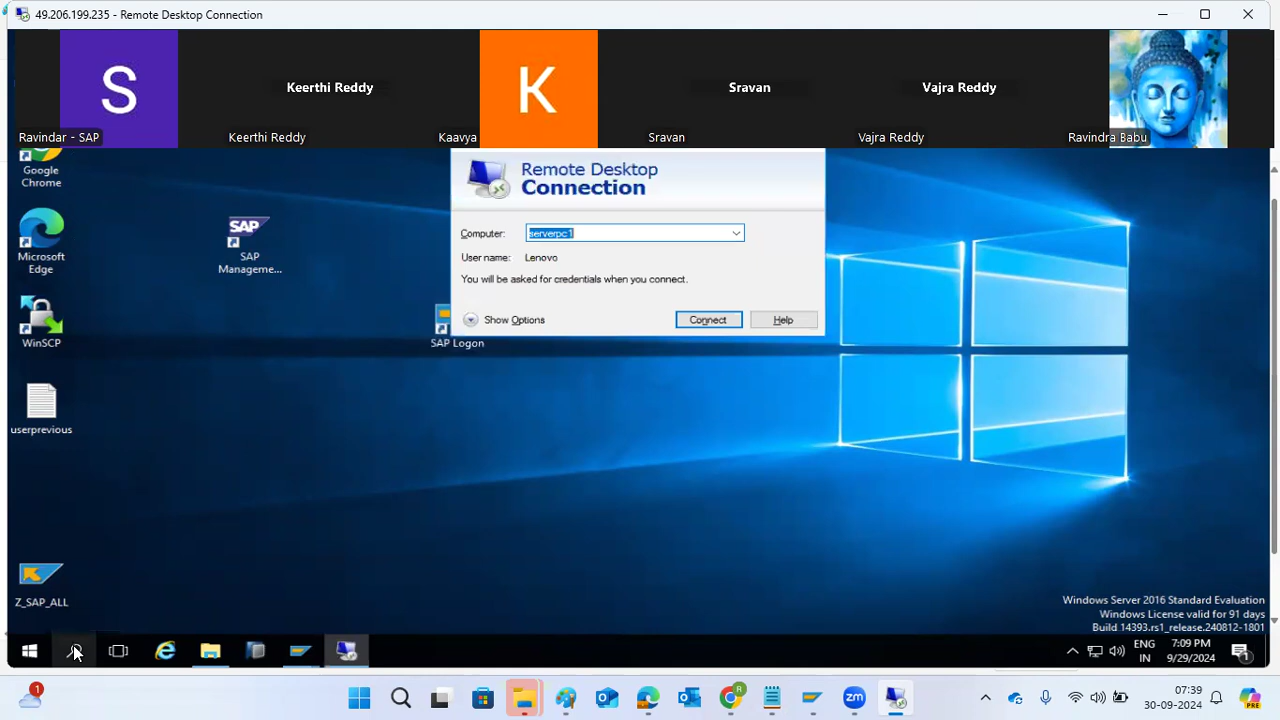 49.206.199.235 - Remote Desktop Connection
S
Keerthi Reddy
K
Sravan
Vajra Reddy
Ravindar - SAP
Keerthi Reddy
Kaavya
Sravan
Vajra Reddy
Ravindra Babu
Google
Chrome
Microsoft
Edge
WinSCP
userprevious
Z_SAP_ALL
SAP
SAP
Manageme...
SAP Logon
Remote Desktop
Connection
Computer:
serverpc1
User name:
Lenovo
You will be asked for credentials when you connect.
Show Options
Connect
Help
Windows Server 2016 Standard Evaluation
Windows License valid for 91 days
Build 14393.rs1_release.240812-1801
ENG
IN
7:09 PM
9/29/2024
1
1
R
zm
PRE
07:39
30-09-2024